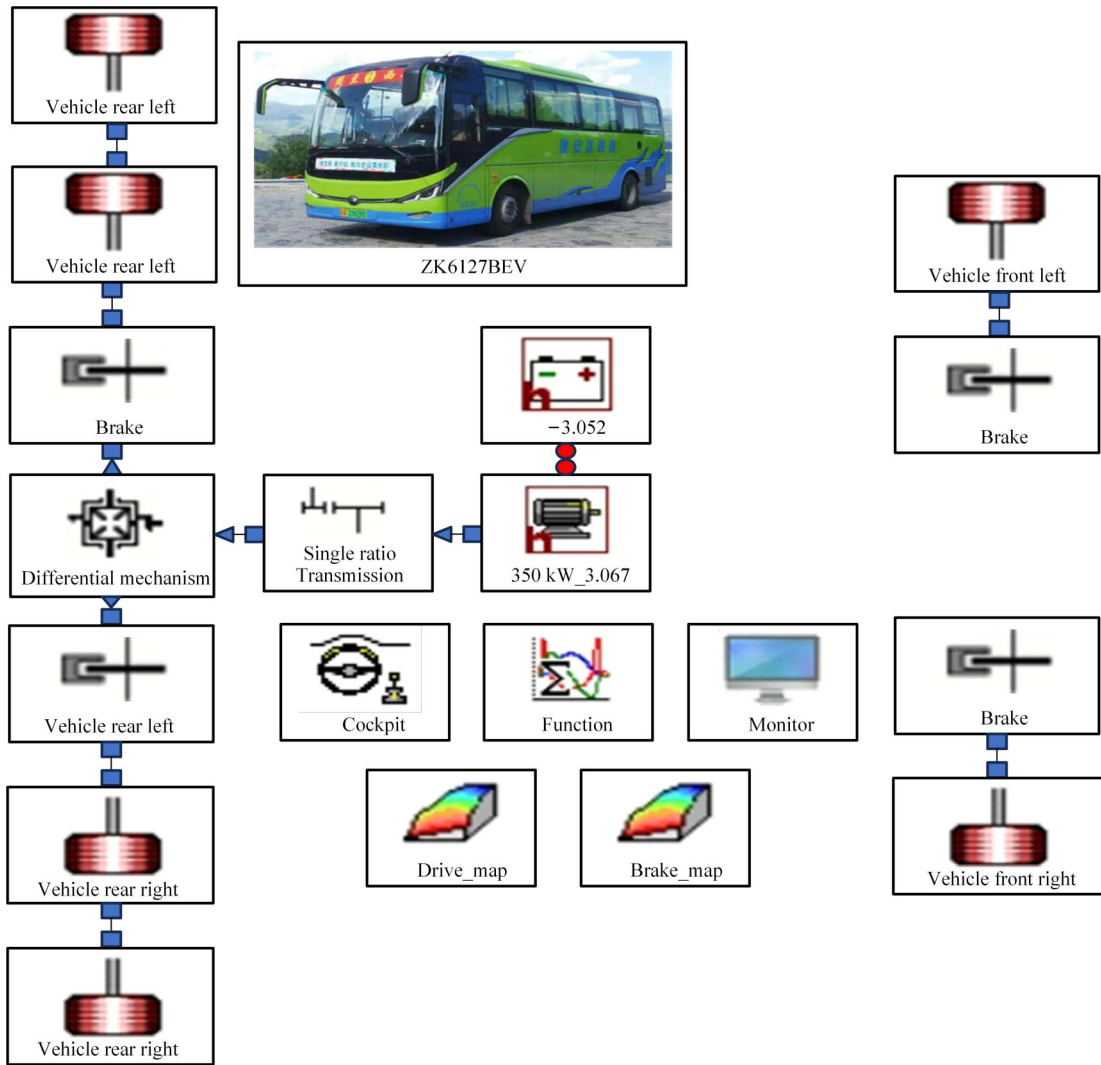 Vehicle rear left
Vehicle rear left
Brake
Differential mechanism
Vehicle rear left
Vehicle rear right
Vehicle rear right
ZK6127BEV
−3.052
Single ratio
Transmission
350 kW_3.067
Cockpit
Function
Monitor
Drive_map
Brake_map
Vehicle front left
Brake
Brake
Vehicle front right